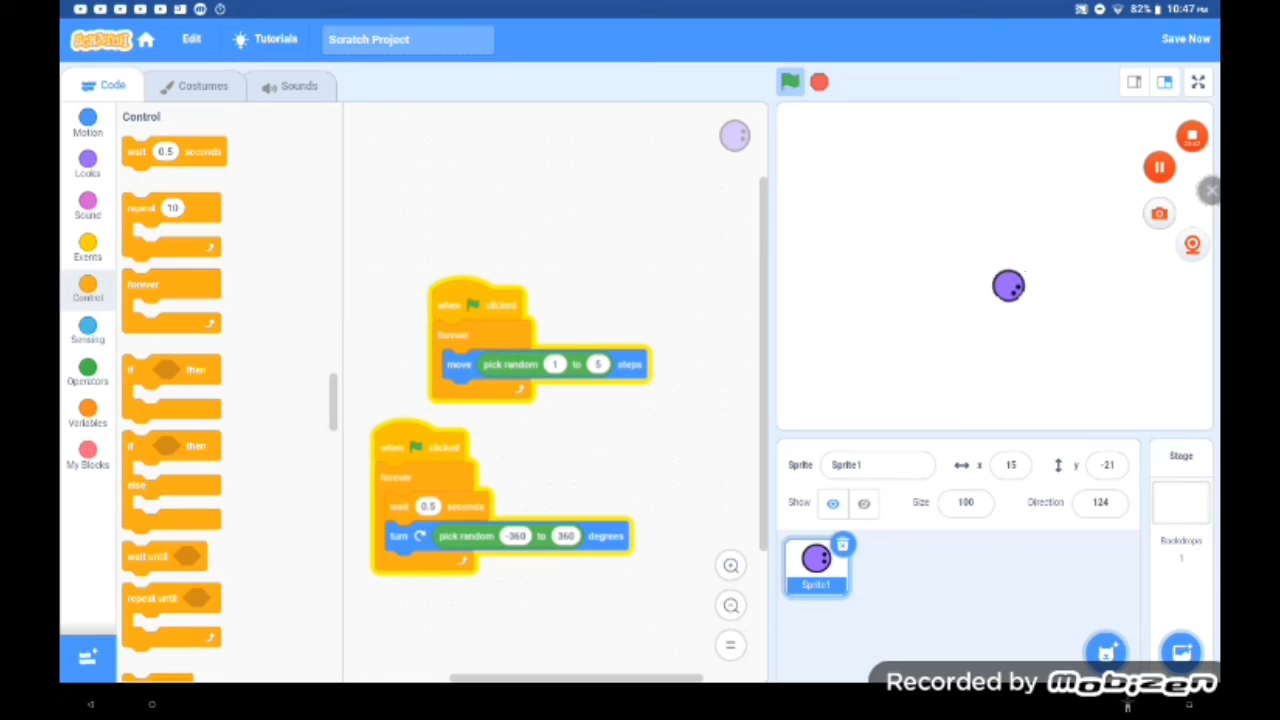 82% 10:47 PM
SCRATCH Edit Tutorials Scratch Project Save Now
Code Costumes Sounds
Motion
Looks
Sound
Events
Control
Sensing
Operators
Variables
My Blocks
Control
wait 0.5 seconds
repeat 10
forever
if then
if then
else
wait until
repeat until
when clicked
forever
move pick random 1 to 5 steps
when clicked
forever
wait 0.5 seconds
turn pick random -360 to 360 degrees
Sprite Sprite1 x 15 y -21
Show Size 100 Direction 124
Sprite1
Stage
Backdrops
1
Recorded by mobizen